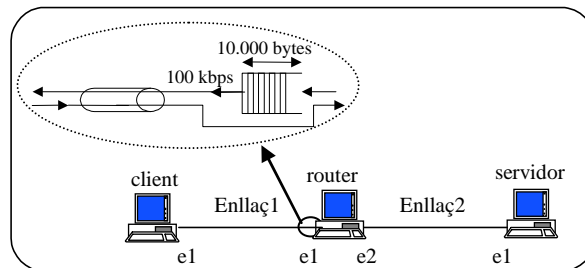 10.000 bytes
100 kbps
client
router
servidor
Enllaç1
Enllaç2
e1
e1
e2
e1